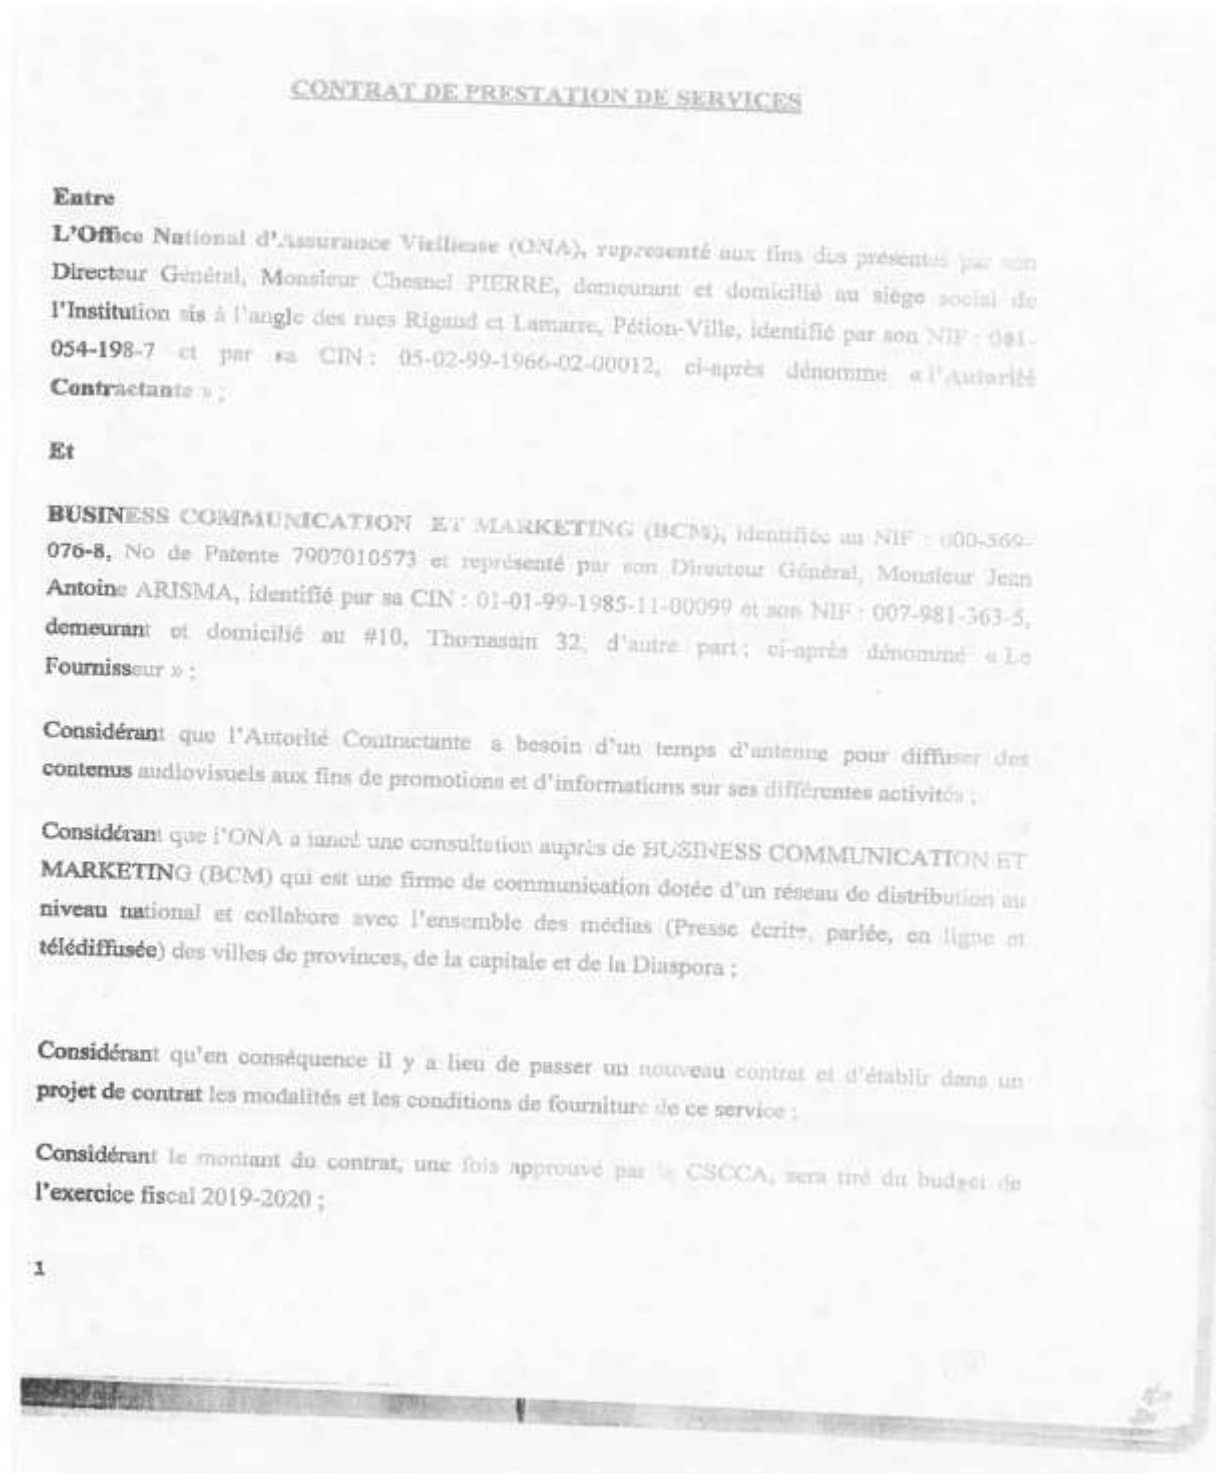 CONTRAT DE PRESTATION DE SERVICES
Entre
L'Office National d'Assurance Vieillesse (ONA), représenté aux fins des présentes par son
Directeur Général, Monsieur Chesnel PIERRE, demeurant et domicilié au siège social de
l'Institution sis à l'angle des rues Rigaud et Lamarre, Pétion-Ville, identifié par son NIF : 001-
054-198-7 et par sa CIN : 05-02-99-1966-02-00012, ci-après dénomme « l'Autorité
Contractante » ;
Et
BUSINESS COMMUNICATION ET MARKETING (BCM), identifiée au NIF : 000-569-
076-8, No de Patente 7907010573 et représenté par son Directeur Général, Monsieur Jean
Antoine ARISMA, identifié par sa CIN : 01-01-99-1985-11-00099 et son NIF : 007-981-363-5,
demeurant et domicilié au #10, Thomassin 32, d'autre part ; ci-après dénommé « Le
Fournisseur » ;
Considérant que l'Autorité Contractante a besoin d'un temps d'antenne pour diffuser des
contenus audiovisuels aux fins de promotions et d'informations sur ses différentes activités ;
Considérant que l'ONA a lancé une consultation auprès de BUSINESS COMMUNICATION ET
MARKETING (BCM) qui est une firme de communication dotée d'un réseau de distribution au
niveau national et collabore avec l'ensemble des médias (Presse écrite, parlée, en ligne et
télédiffusée) des villes de provinces, de la capitale et de la Diaspora ;
Considérant qu'en conséquence il y a lieu de passer un nouveau contrat et d'établir dans un
projet de contrat les modalités et les conditions de fourniture de ce service ;
Considérant le montant du contrat, une fois approuvé par la CSCCA, sera tiré du budget de
l'exercice fiscal 2019-2020 ;
1